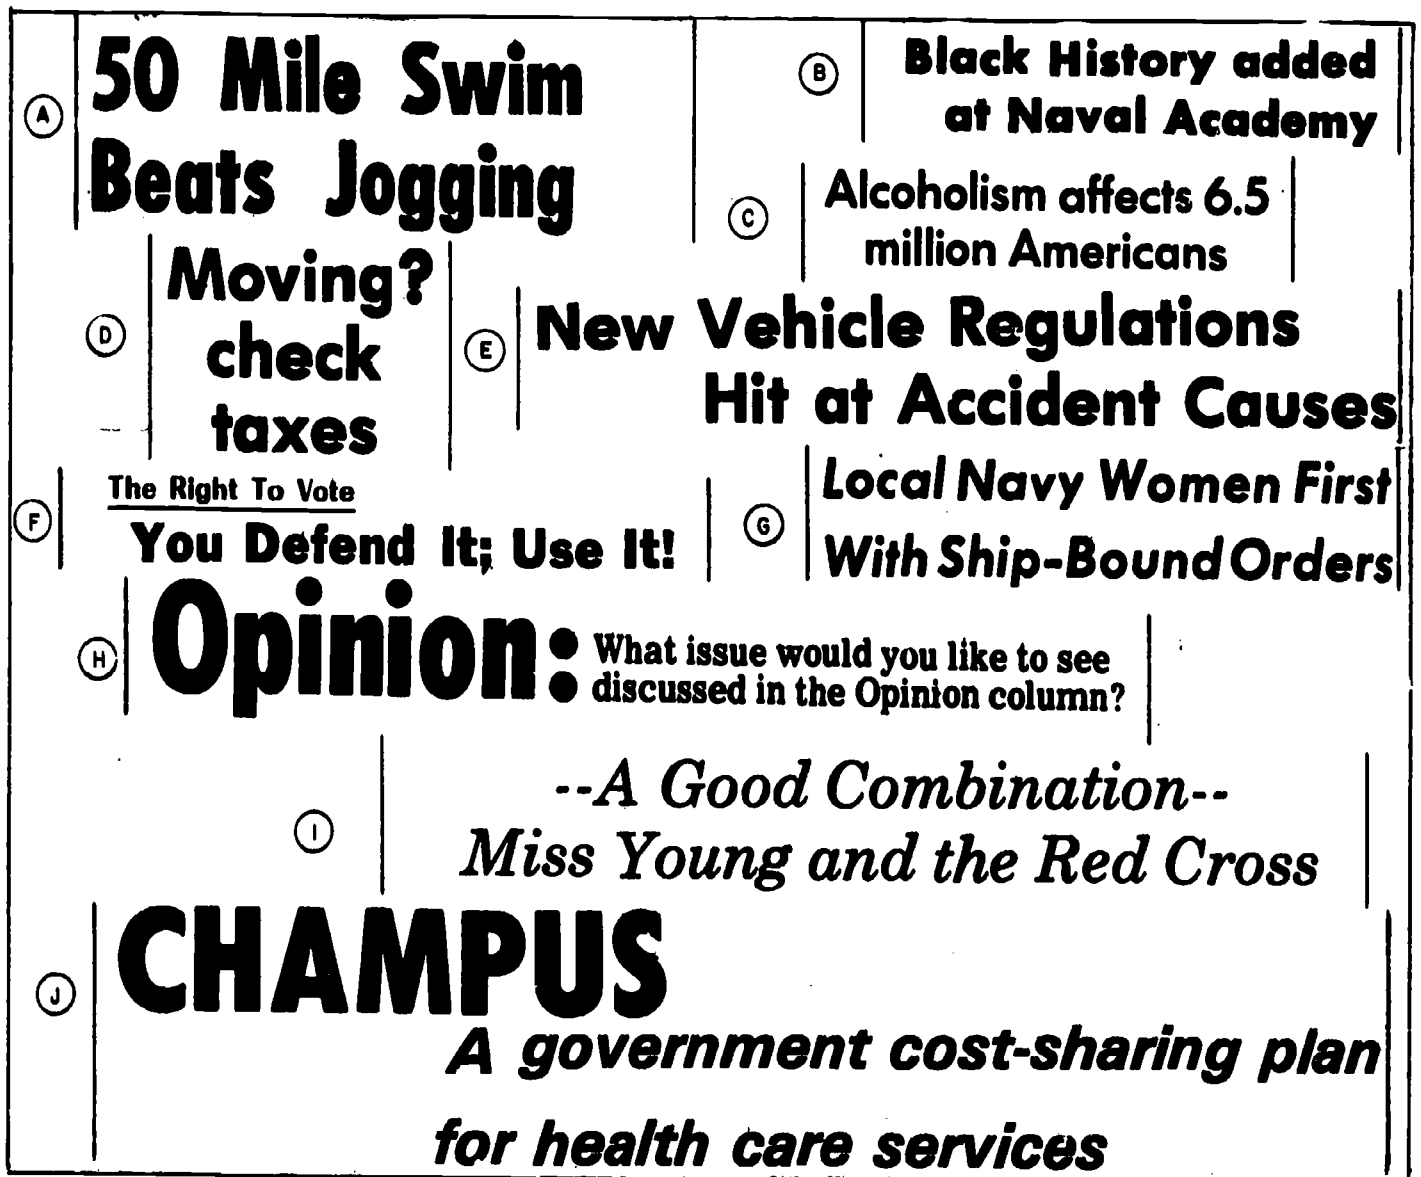 A
50 Mile Swim
Beats Jogging
B
Black History added
at Naval Academy
C
Alcoholism affects 6.5
million Americans
D
Moving?
check
taxes
E
New Vehicle Regulations
Hit at Accident Causes
F
The Right To Vote
You Defend It; Use It!
G
Local Navy Women First
With Ship-Bound Orders
H
Opinion:
What issue would you like to see
discussed in the Opinion column?
I
--A Good Combination--
Miss Young and the Red Cross
J
CHAMPUS
A government cost-sharing plan
for health care services